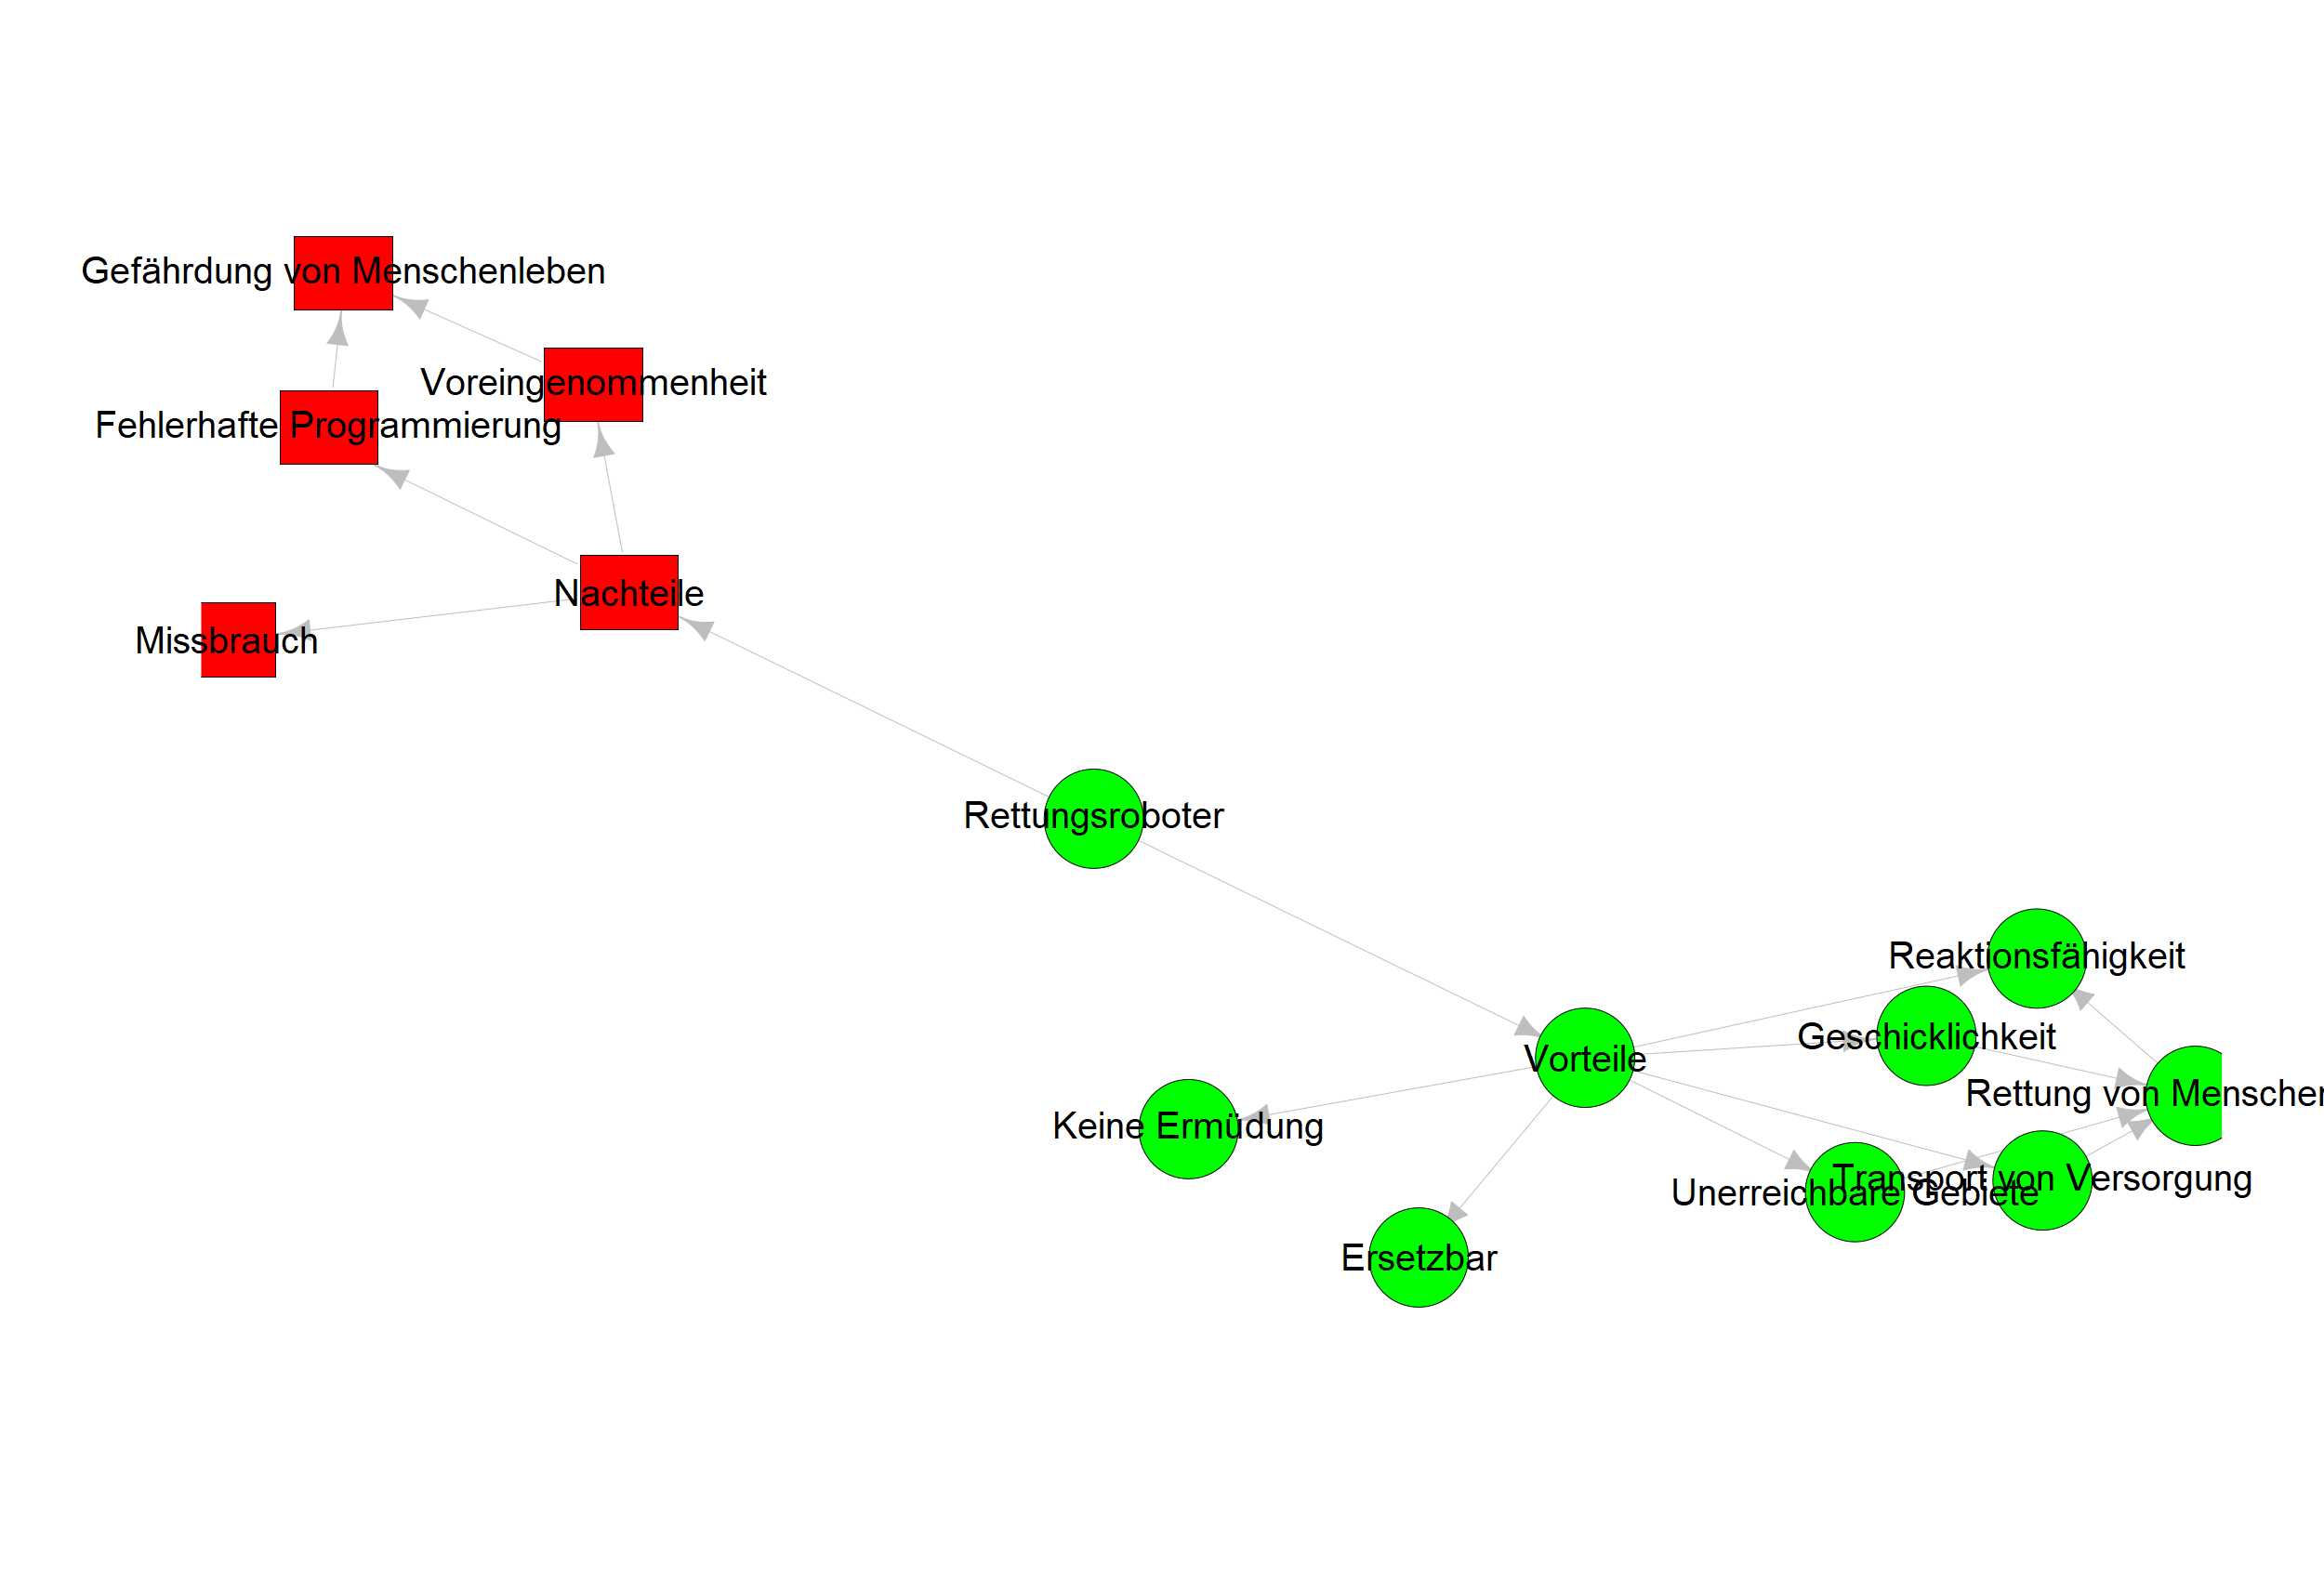 Gefährdung von Menschenleben
Voreingenommenheit
Fehlerhafte Programmierung
Nachteile
Missbrauch
Rettungsroboter
Reaktionsfähigkeit
Geschicklichkeit
Vorteile
Rettung von Menschen
Keine Ermüdung
Transport von Versorgung
Unerreichbare Gebiete
Ersetzbar